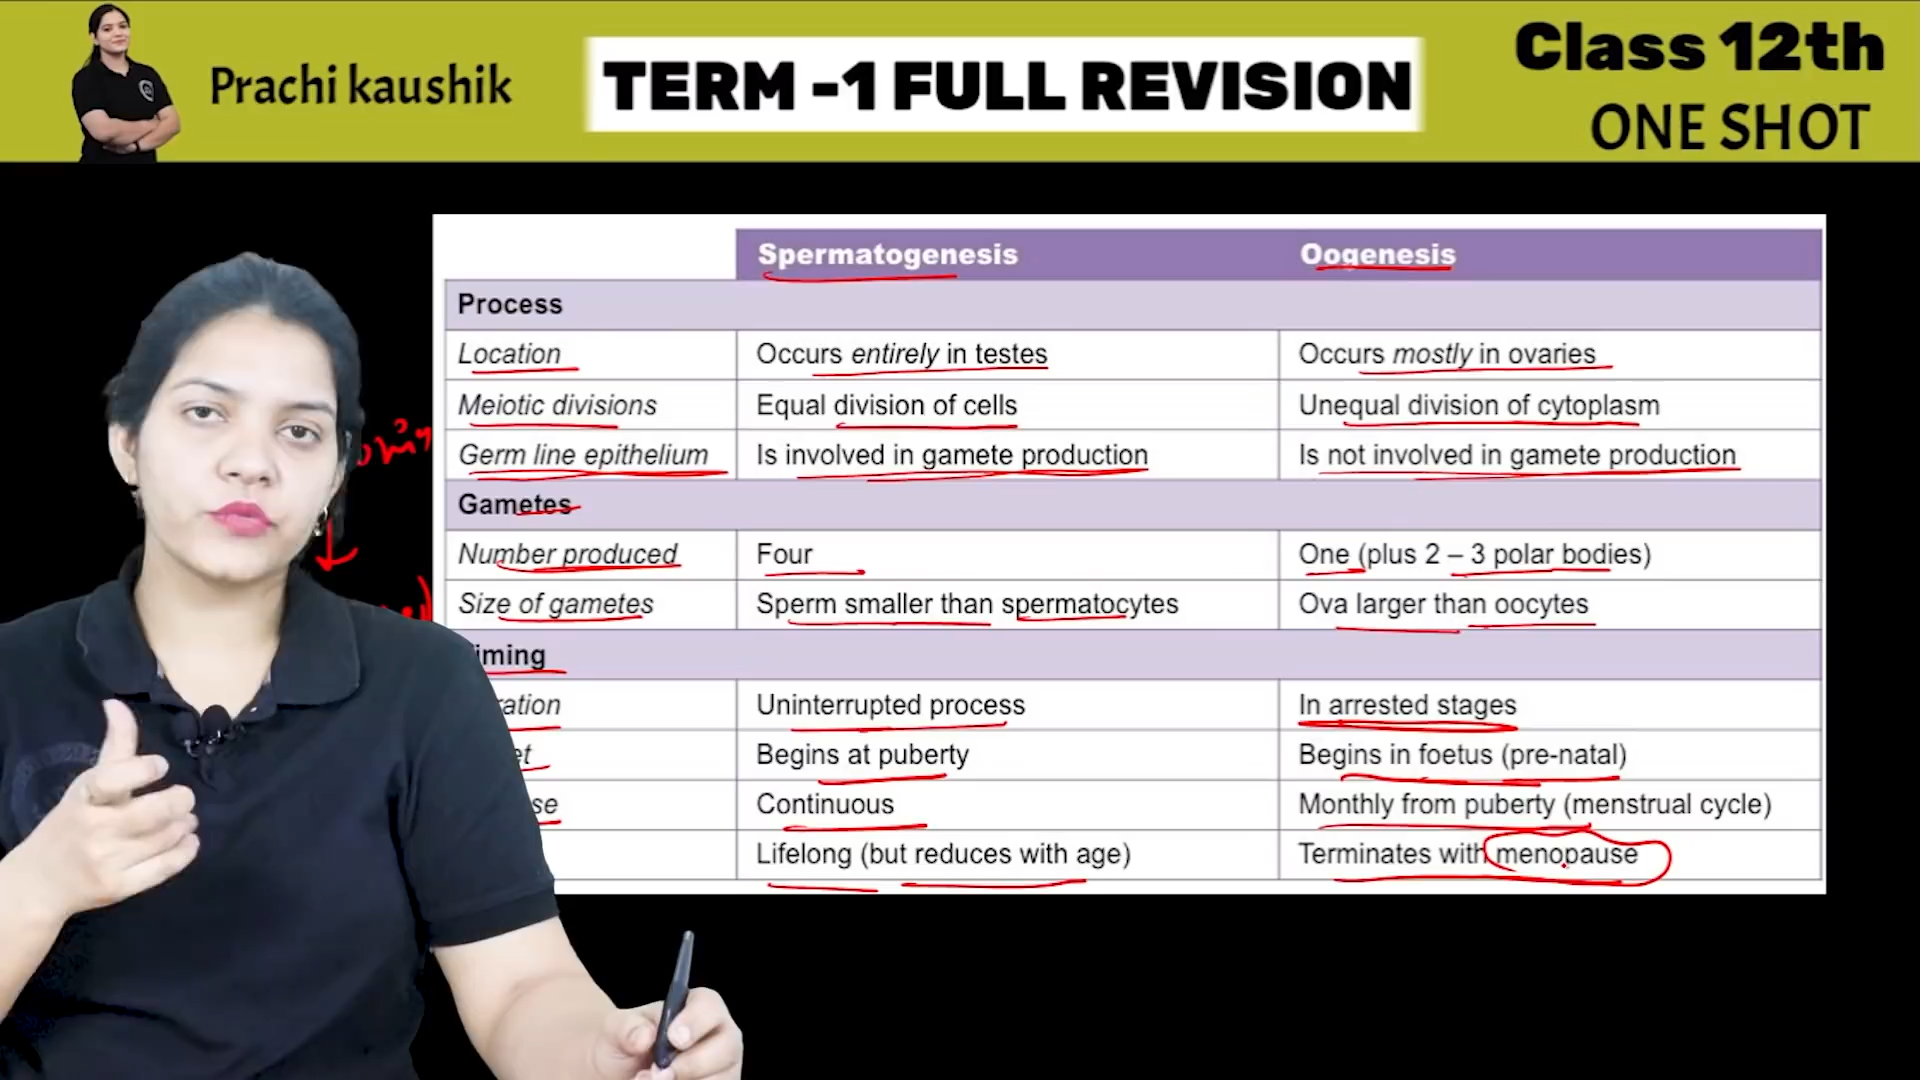 Prachi kaushik
TERM -1 FULL REVISION
Class 12th
ONE SHOT
Spermatogenesis Oogenesis
Process
Location Occurs entirely in testes Occurs mostly in ovaries
Meiotic divisions Equal division of cells Unequal division of cytoplasm
Germ line epithelium Is involved in gamete production Is not involved in gamete production
Gametes
Number produced Four One (plus 2 – 3 polar bodies)
Size of gametes Sperm smaller than spermatocytes Ova larger than oocytes
iming
ration Uninterrupted process In arrested stages
et Begins at puberty Begins in foetus (pre-natal)
se Continuous Monthly from puberty (menstrual cycle)
Lifelong (but reduces with age) Terminates with menopause